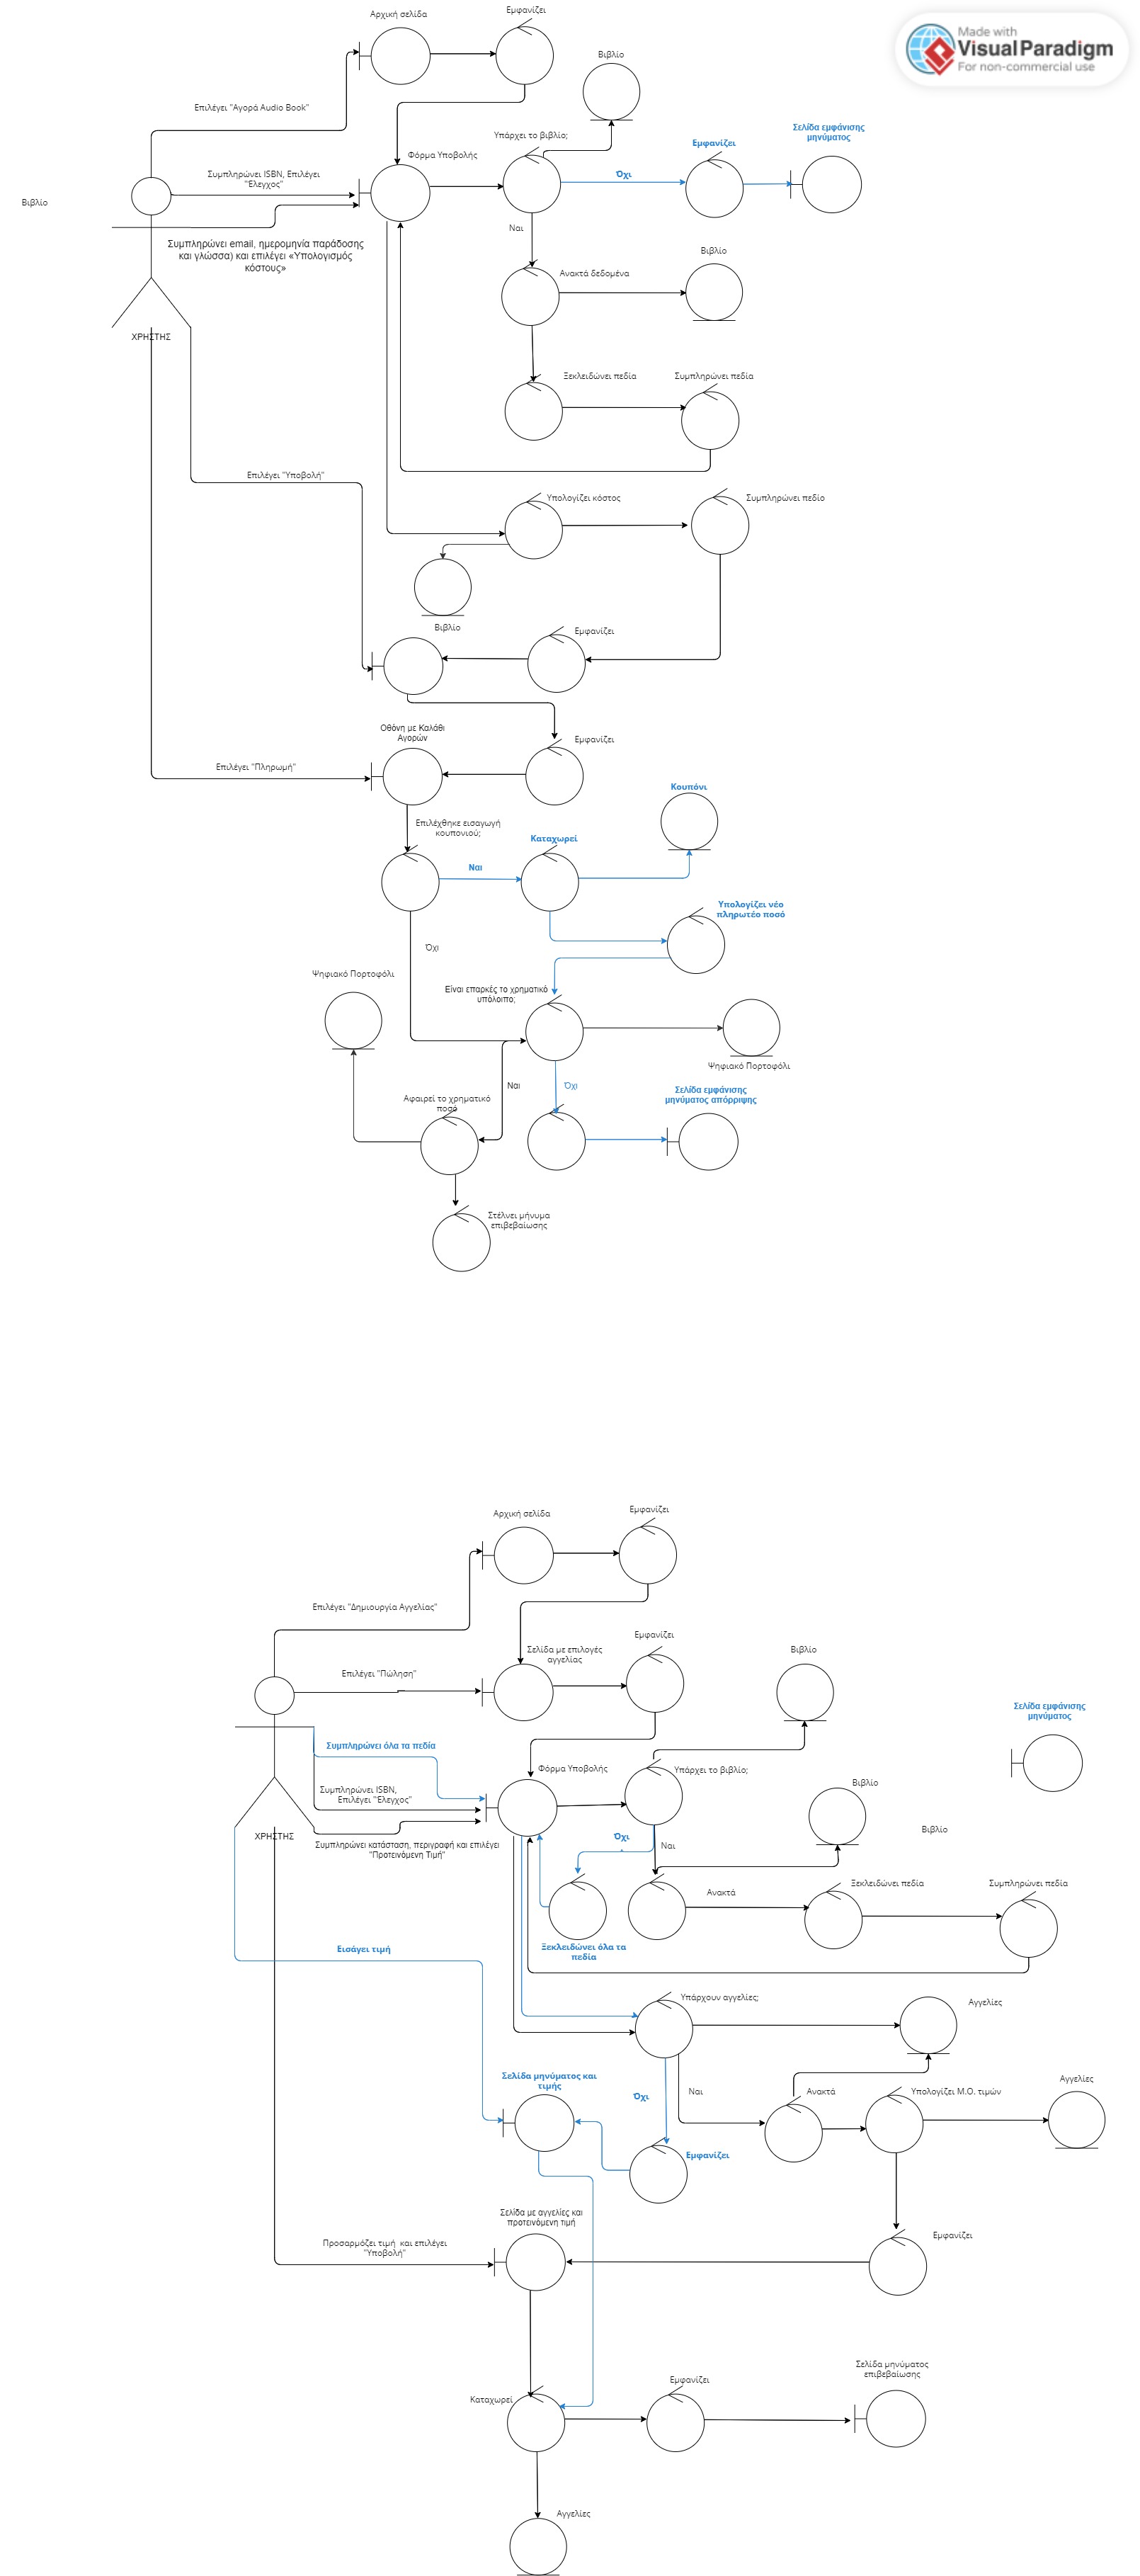 Made with
Visual Paradigm
For non-commercial use
Αρχική σελίδα
Εμφανίζει
Βιβλίο
Επιλέγει "Αγορά Audio Book"
Σελίδα εμφάνισης
μηνύματος
Υπάρχει το βιβλίο;
Εμφανίζει
Φόρμα Υποβολής
Συμπληρώνει ISBN, Επιλέγει
"Έλεγχος"
Όχι
Βιβλίο
Ναι
Συμπληρώνει email, ημερομηνία παράδοσης
και γλώσσα) και επιλέγει «Υπολογισμός
κόστους»
Βιβλίο
Ανακτά δεδομένα
ΧΡΗΣΤΗΣ
Ξεκλειδώνει πεδία
Συμπληρώνει πεδία
Επιλέγει "Υποβολή"
Υπολογίζει κόστος
Συμπληρώνει πεδίο
Βιβλίο
Εμφανίζει
Οθόνη με Καλάθι
Αγορών
Εμφανίζει
Επιλέγει "Πληρωμή"
Κουπόνι
Επιλέχθηκε εισαγωγή
κουπονιού;
Καταχωρεί
Ναι
Υπολογίζει νέο
πληρωτέο ποσό
Όχι
Ψηφιακό Πορτοφόλι
Είναι επαρκές το χρηματικό
υπόλοιπο;
Ψηφιακό Πορτοφόλι
Ναι
Όχι
Σελίδα εμφάνισης
μηνύματος απόρριψης
Αφαιρεί το χρηματικό
ποσό
Στέλνει μήνυμα
επιβεβαίωσης
Αρχική σελίδα
Εμφανίζει
Επιλέγει "Δημιουργία Αγγελίας"
Εμφανίζει
Σελίδα με επιλογές
αγγελίας
Βιβλίο
Επιλέγει "Πώληση"
Σελίδα εμφάνισης
μηνύματος
Συμπληρώνει όλα τα πεδία
Φόρμα Υποβολής
Υπάρχει το βιβλίο;
Βιβλίο
Συμπληρώνει ISBN,
Επιλέγει "Έλεγχος"
Βιβλίο
ΧΡΗΣΤΗΣ
Όχι
Ναι
Συμπληρώνει κατάσταση, περιγραφή και επιλέγει
"Προτεινόμενη Τιμή"
Ξεκλειδώνει πεδία
Συμπληρώνει πεδία
Ανακτά
Ξεκλειδώνει όλα τα
πεδία
Εισάγει τιμή
Υπάρχουν αγγελίες;
Αγγελίες
Σελίδα μηνύματος και
τιμής
Αγγελίες
Ναι
Ανακτά
Υπολογίζει Μ.Ο. τιμών
Όχι
Εμφανίζει
Σελίδα με αγγελίες και
προτεινόμενη τιμή
Εμφανίζει
Προσαρμόζει τιμή και επιλέγει
"Υποβολή"
Σελίδα μηνύματος
επιβεβαίωσης
Εμφανίζει
Καταχωρεί
Αγγελίες